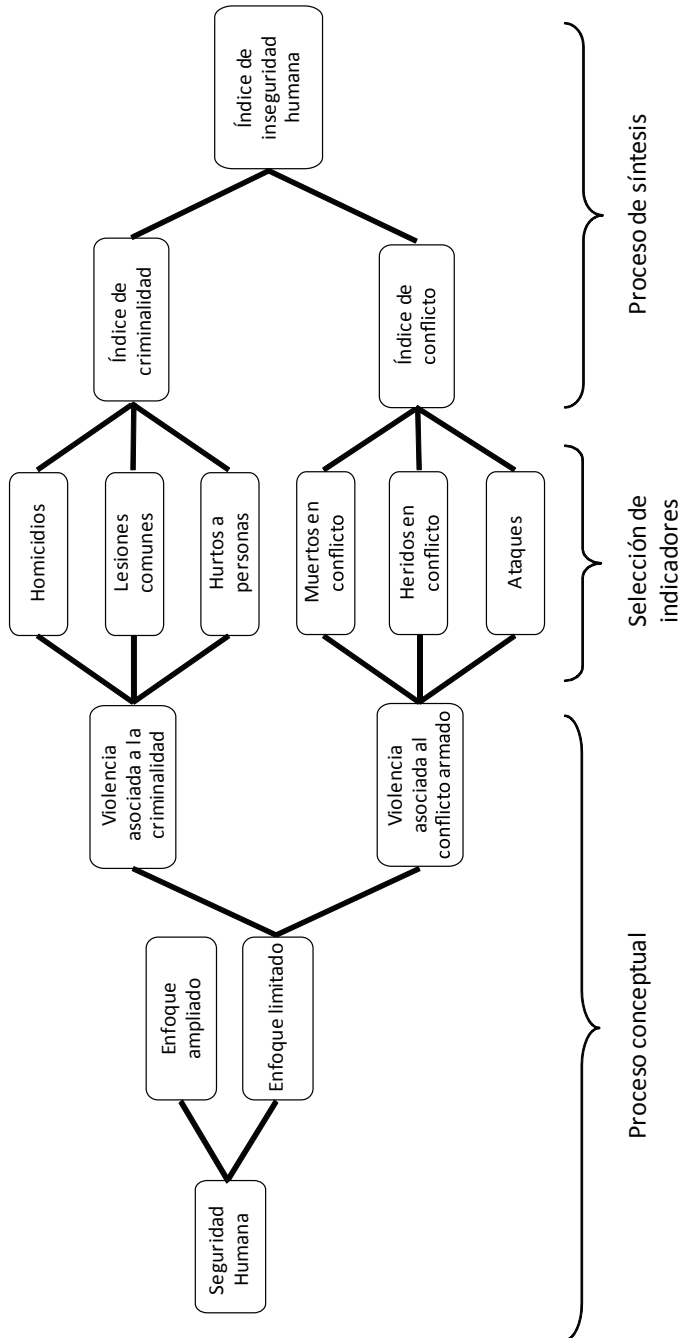 Seguridad
Humana
Enfoque
ampliado
Enfoque limitado
Violencia
asociada a la
criminalidad
Violencia
asociada al
conflicto armado
Homicidios
Lesiones
comunes
Hurtos a
personas
Muertos en
conflicto
Heridos en
conflicto
Ataques
Índice de
criminalidad
Índice de
conflicto
Índice de
inseguridad
humana
Proceso conceptual
Selección de
indicadores
Proceso de síntesis